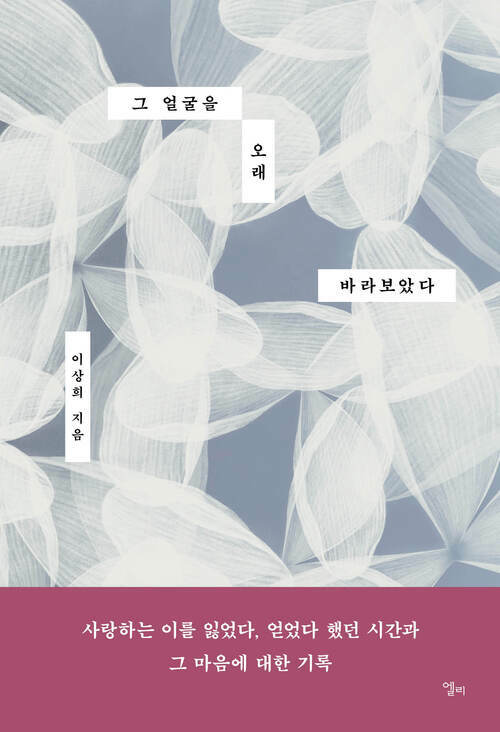 그 얼굴을
오래
바라보았다
이상희 지음
사랑하는 이를 잃었다, 얻었다 했던 시간과
그 마음에 대한 기록
엘리